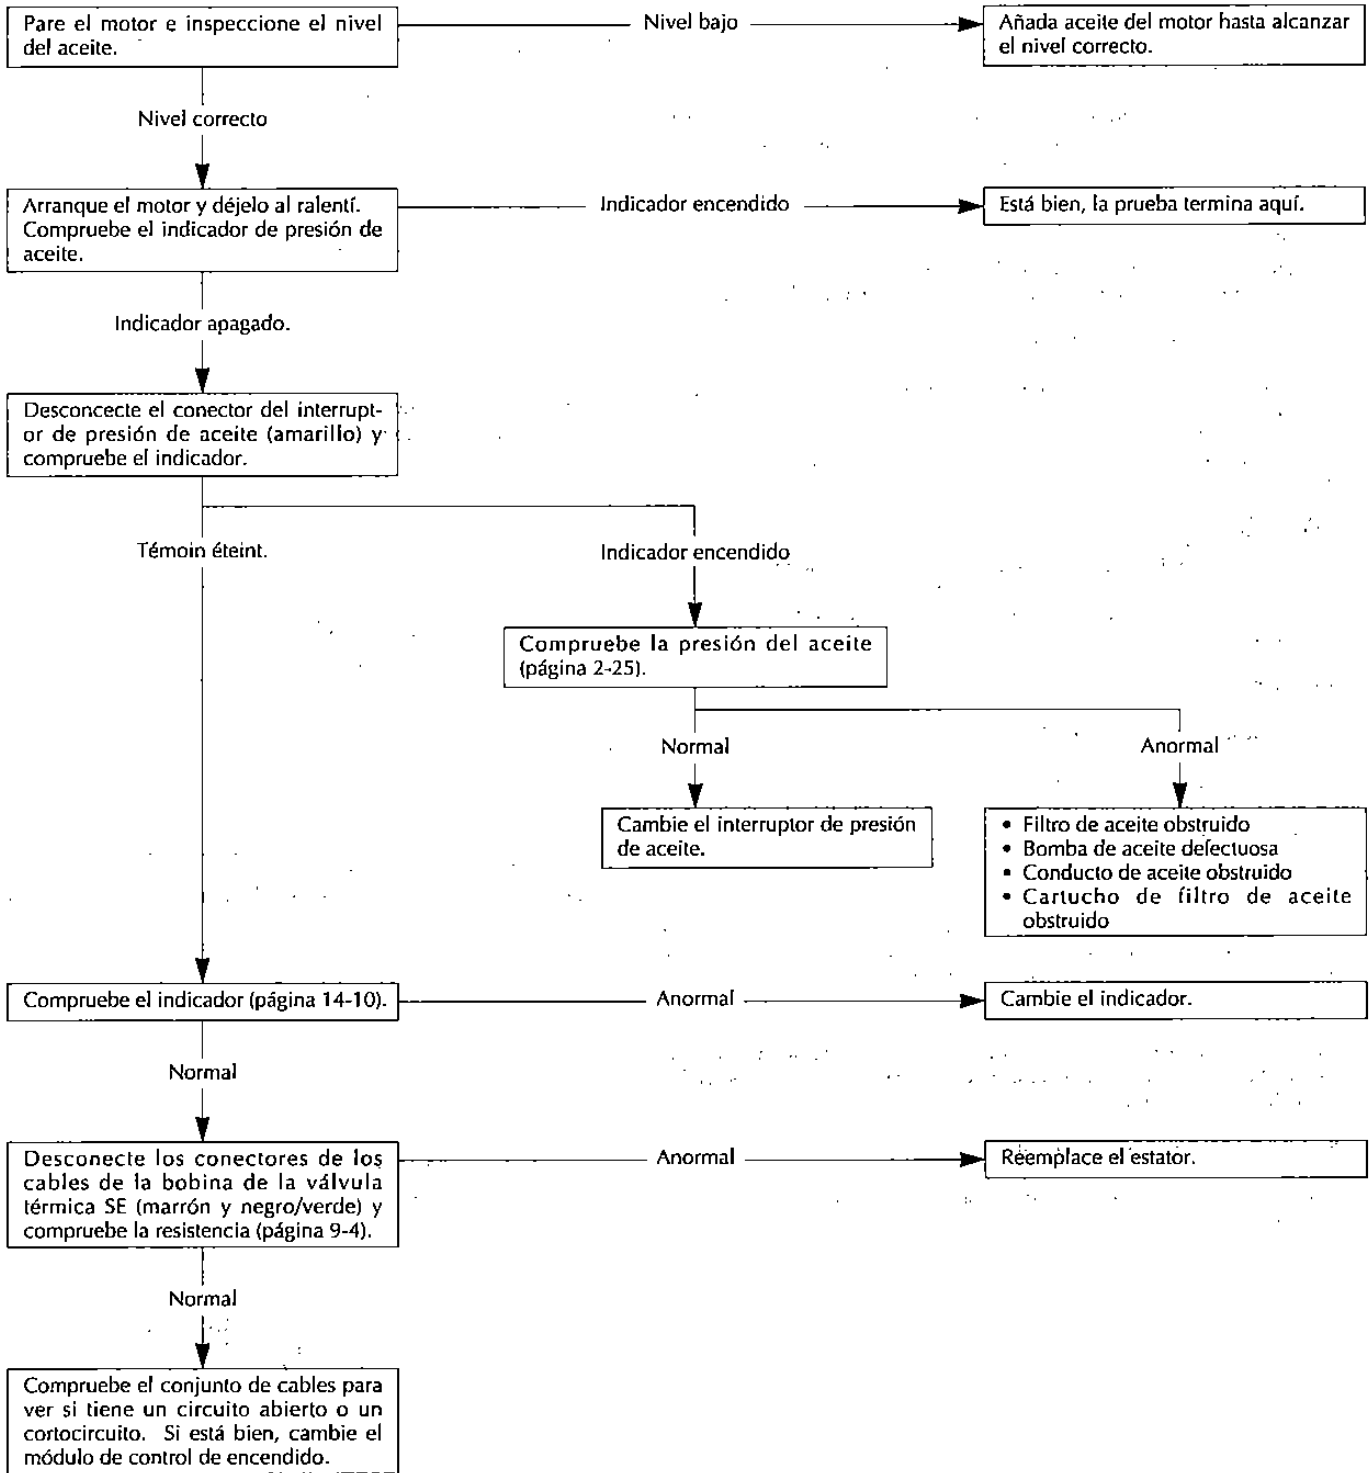 Pare el motor e inspeccione el nivel
del aceite.
Nivel bajo
Añada aceite del motor hasta alcanzar
el nivel correcto.
Nivel correcto
Arranque el motor y déjelo al ralentí.
Compruebe el indicador de presión de
aceite.
Indicador encendido
Está bien, la prueba termina aquí.
Indicador apagado.
Desconcecte el conector del interrupt-
or de presión de aceite (amarillo) y
compruebe el indicador.
Témoin éteint.
Indicador encendido
Compruebe la presión del aceite
(página 2-25).
Normal
Anormal
Cambie el interruptor de presión
de aceite.
• Filtro de aceite obstruido
• Bomba de aceite defectuosa
• Conducto de aceite obstruido
• Cartucho de filtro de aceite
obstruido
Compruebe el indicador (página 14-10).
Anormal
Cambie el indicador.
Normal
Desconecte los conectores de los
cables de la bobina de la válvula
térmica SE (marrón y negro/verde) y
compruebe la resistencia (página 9-4).
Anormal
Reemplace el estator.
Normal
Compruebe el conjunto de cables para
ver si tiene un circuito abierto o un
cortocircuito. Si está bien, cambie el
módulo de control de encendido.